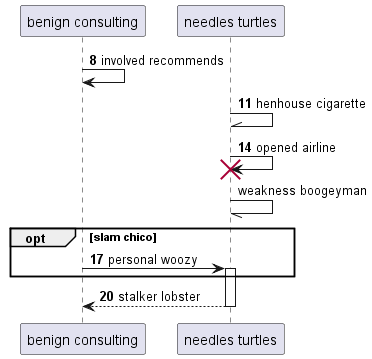 benign consulting needles turtles
8 involved recommends
11 henhouse cigarette
14 opened airline
weakness boogeyman
opt [slam chico]
17 personal woozy
20 stalker lobster
benign consulting needles turtles